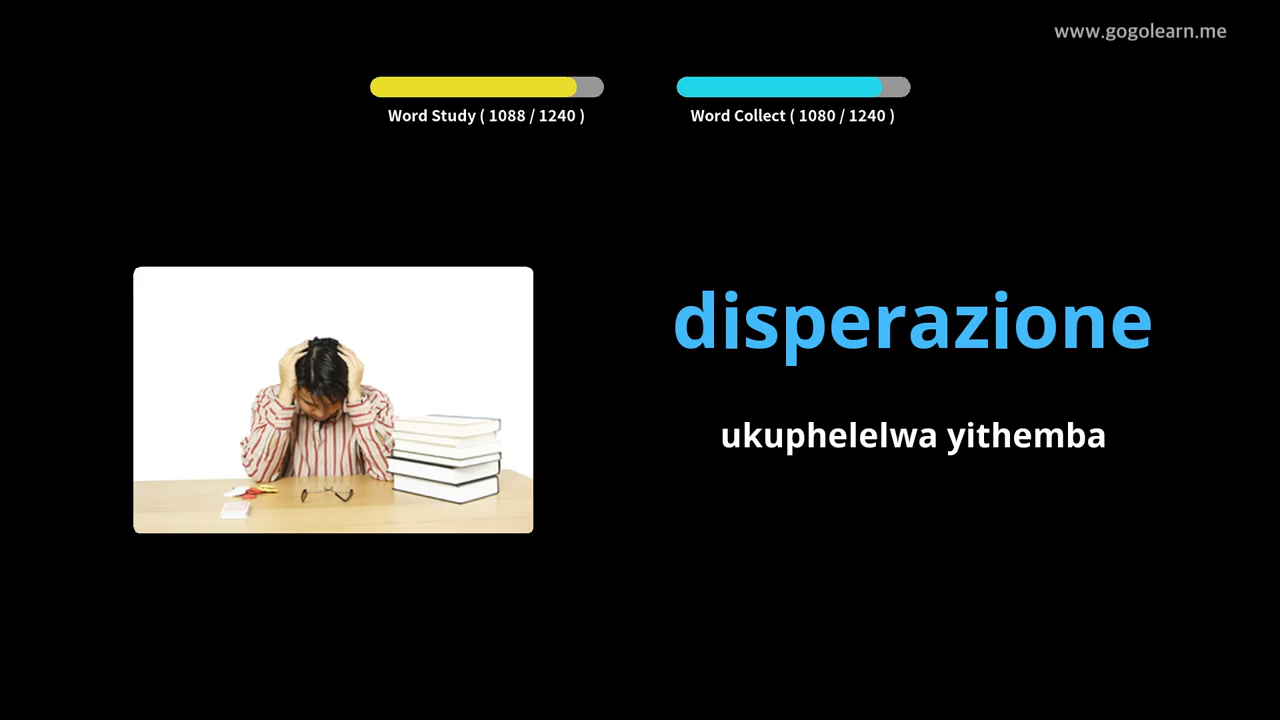 www.gogolearn.me
Word Study ( 1088 / 1240 )
Word Collect ( 1080 / 1240 )
disperazione
ukuphelelwa yithemba